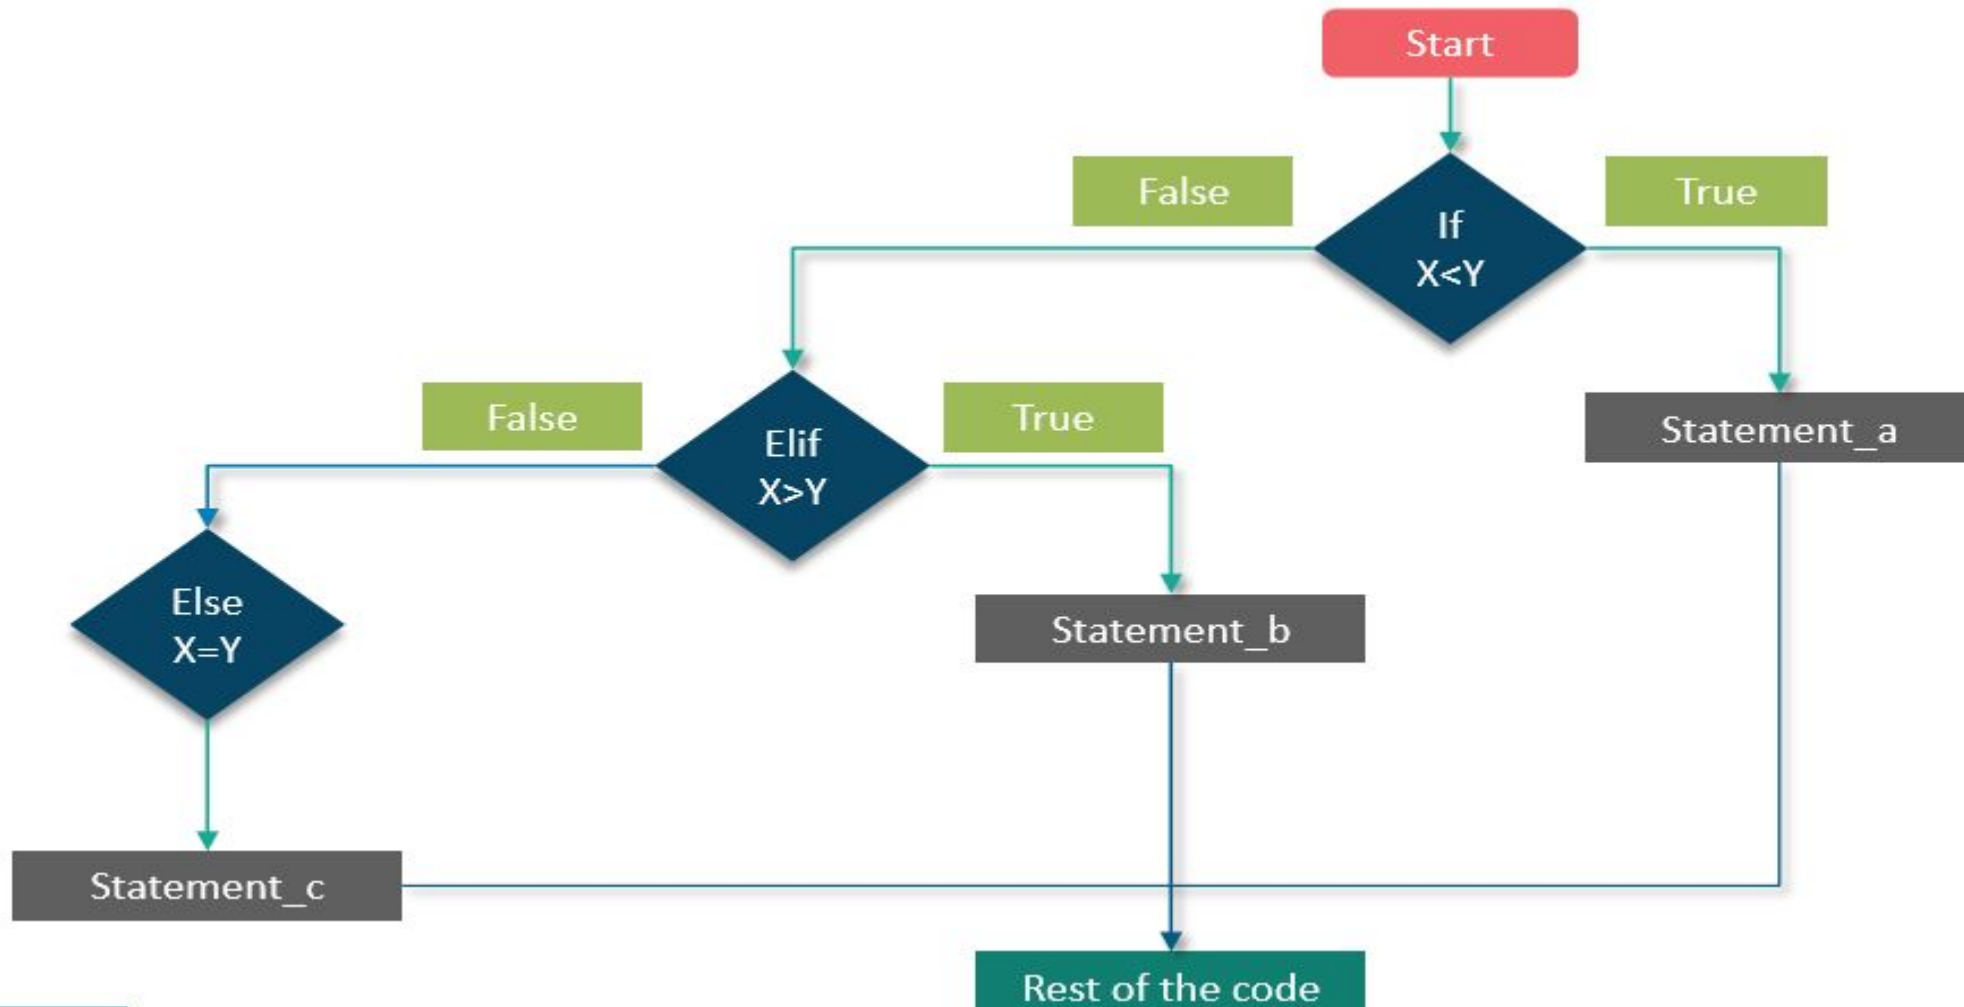 Start
False
True
If
X<Y
False
True
Elif
X>Y
Statement_a
Else
X=Y
Statement_b
Statement_c
Rest of the code